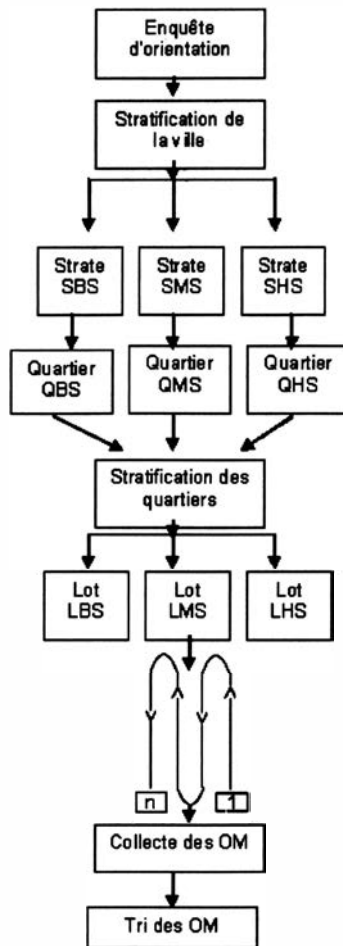 Enquête
d'orientation
Stratification de
la ville
Strate
SBS
Strate
SMS
Strate
SHS
Quartier
QBS
Quartier
QMS
Quartier
QHS
Stratification des
quartiers
Lot
LBS
Lot
LMS
Lot
LHS
n
1
Collecte des OM
Tri des OM